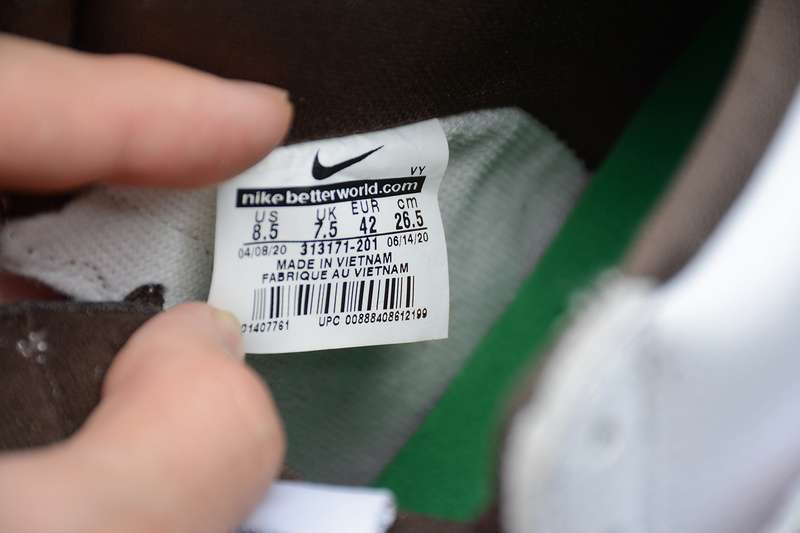 VY
nikebetterworld.com
US UK EUR cm
8.5 7.5 42 26.5
04/08/20 313171-201 06/14/20
MADE IN VIETNAM
FABRIQUE AU VIETNAM
01407761 UPC 00888408612199